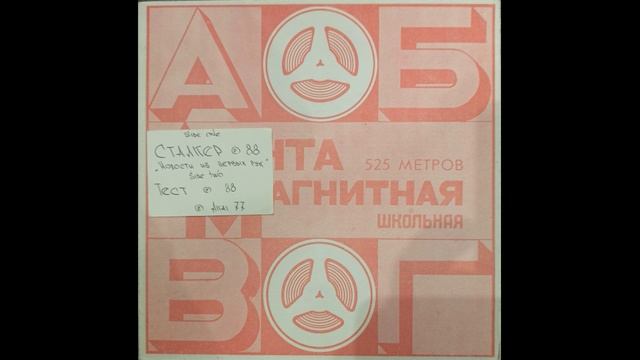 А Б
side one
СТАЛКЕР ℗ 88
"Новости из первых рук"
side two
ТЕСТ ℗ 88
НТА
525 МЕТРОВ
АГНИТНАЯ
ШКОЛЬНАЯ
М
В Г